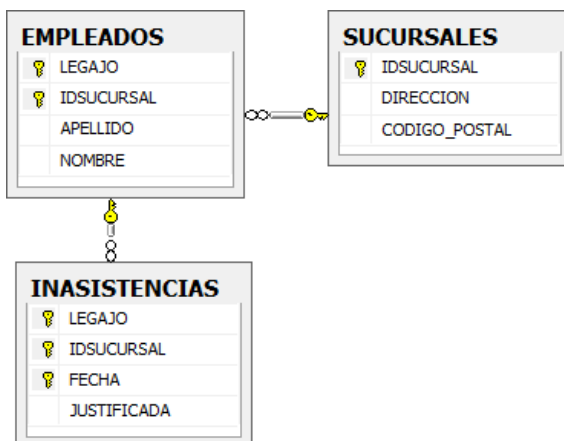 EMPLEADOS
LEGAJO
IDSUCURSAL
APELLIDO
NOMBRE
SUCURSALES
IDSUCURSAL
DIRECCION
CODIGO_POSTAL
INASISTENCIAS
LEGAJO
IDSUCURSAL
FECHA
JUSTIFICADA